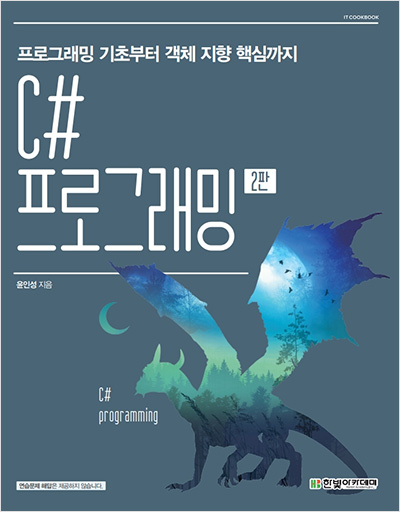 IT COOKBOOK
프로그래밍 기초부터 객체 지향 핵심까지
C#
프로그래밍 2판
윤인성 지음
C#
programming
연습문제 해답은 제공하지 않습니다.
한빛아카데미